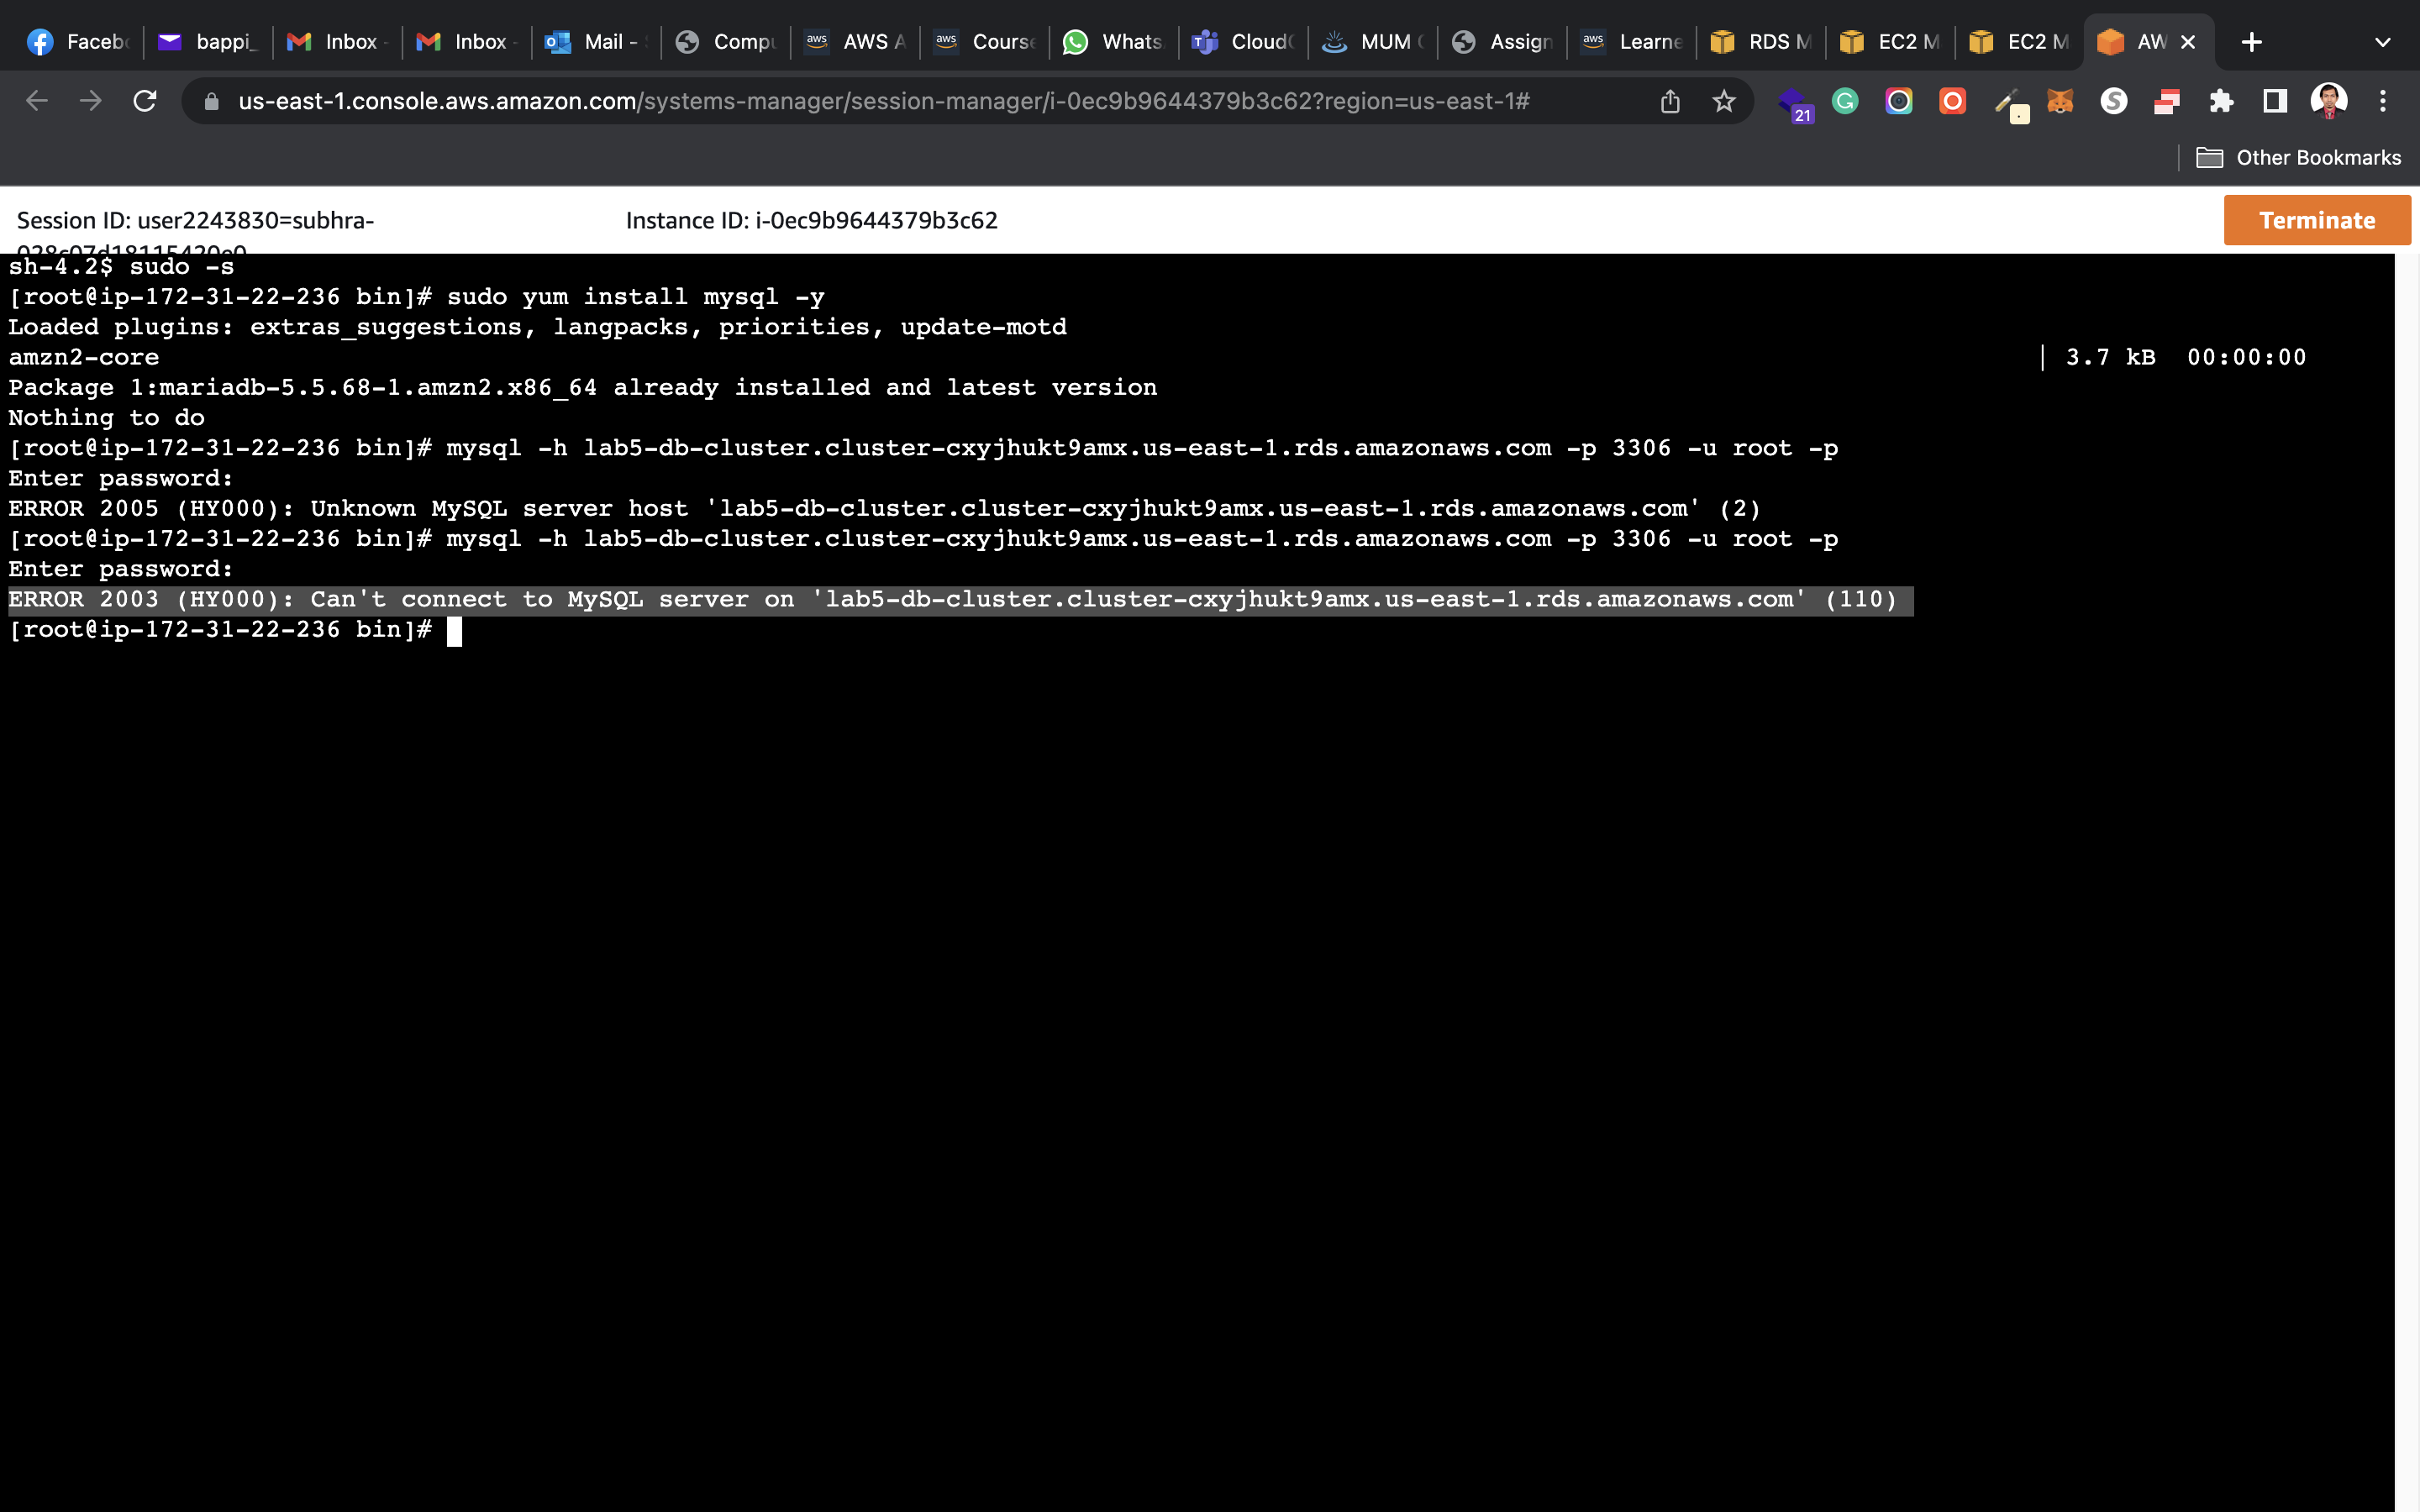 Faceb bappi_ Inbox - Inbox - Mail - Compu aws AWS A aws Course Whats. Cloud MUM Assign aws Learne RDS M EC2 M EC2 M AW
us-east-1.console.aws.amazon.com/systems-manager/session-manager/i-0ec9b9644379b3c62?region=us-east-1#
21
Other Bookmarks
Session ID: user2243830=subhra- Instance ID: i-0ec9b9644379b3c62 Terminate
sh-4.2$ sudo -s
[root@ip-172-31-22-236 bin]# sudo yum install mysql -y
Loaded plugins: extras_suggestions, langpacks, priorities, update-motd
amzn2-core | 3.7 kB 00:00:00
Package 1:mariadb-5.5.68-1.amzn2.x86_64 already installed and latest version
Nothing to do
[root@ip-172-31-22-236 bin]# mysql -h lab5-db-cluster.cluster-cxyjhukt9amx.us-east-1.rds.amazonaws.com -p 3306 -u root -p
Enter password:
ERROR 2005 (HY000): Unknown MySQL server host 'lab5-db-cluster.cluster-cxyjhukt9amx.us-east-1.rds.amazonaws.com' (2)
[root@ip-172-31-22-236 bin]# mysql -h lab5-db-cluster.cluster-cxyjhukt9amx.us-east-1.rds.amazonaws.com -p 3306 -u root -p
Enter password:
ERROR 2003 (HY000): Can't connect to MySQL server on 'lab5-db-cluster.cluster-cxyjhukt9amx.us-east-1.rds.amazonaws.com' (110)
[root@ip-172-31-22-236 bin]#